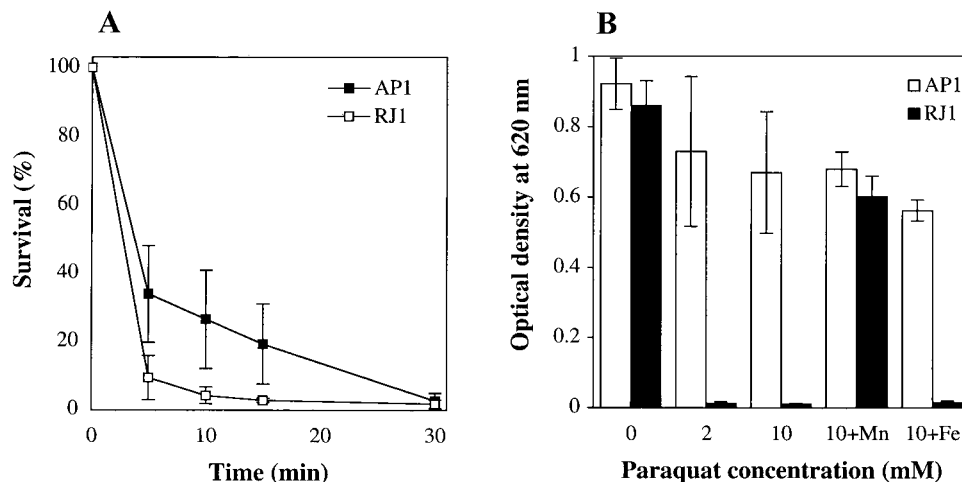 A
100
80
60
40
20
0
Survival (%)
AP1
RJ1
0 10 20 30
Time (min)
B
1
0.8
0.6
0.4
0.2
0
Optical density at 620 nm
AP1
RJ1
0 2 10 10+Mn 10+Fe
Paraquat concentration (mM)